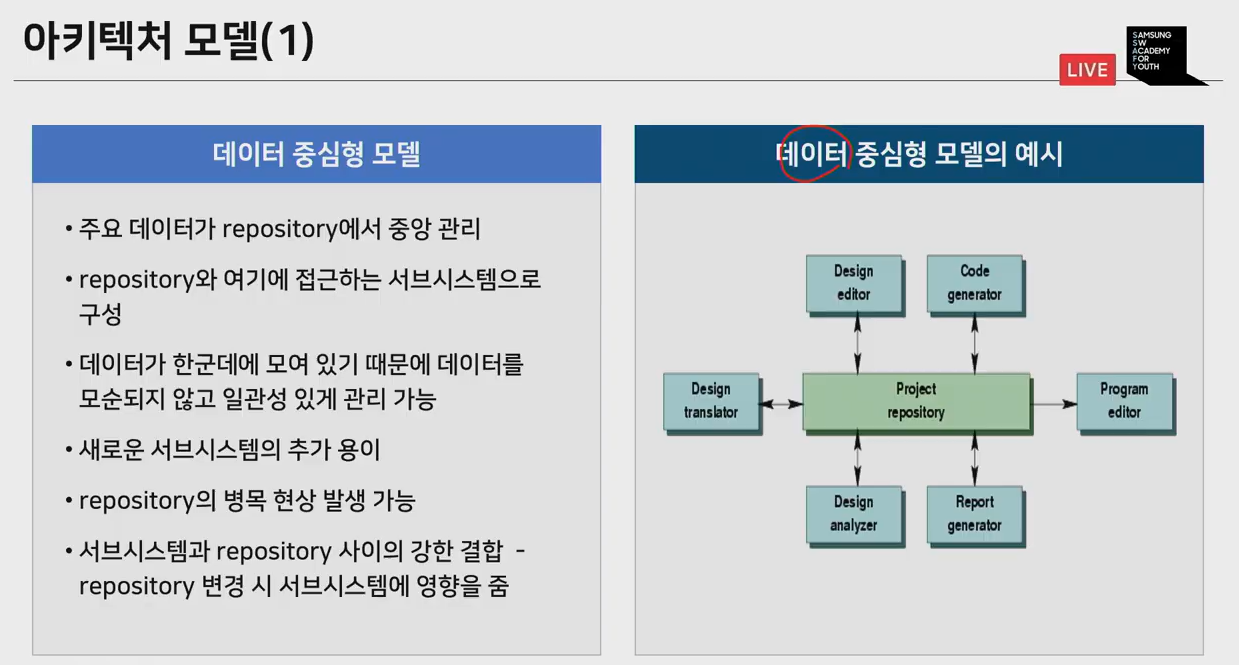 아키텍처 모델(1)
LIVE
SAMSUNG
SW
ACADEMY
FOR
YOUTH
데이터 중심형 모델
• 주요 데이터가 repository에서 중앙 관리
• repository와 여기에 접근하는 서브시스템으로
구성
• 데이터가 한군데에 모여 있기 때문에 데이터를
모순되지 않고 일관성 있게 관리 가능
• 새로운 서브시스템의 추가 용이
• repository의 병목 현상 발생 가능
• 서브시스템과 repository 사이의 강한 결합 -
repository 변경 시 서브시스템에 영향을 줌
데이터 중심형 모델의 예시
Design
editor
Code
generator
Design
translator
Project
repository
Program
editor
Design
analyzer
Report
generator